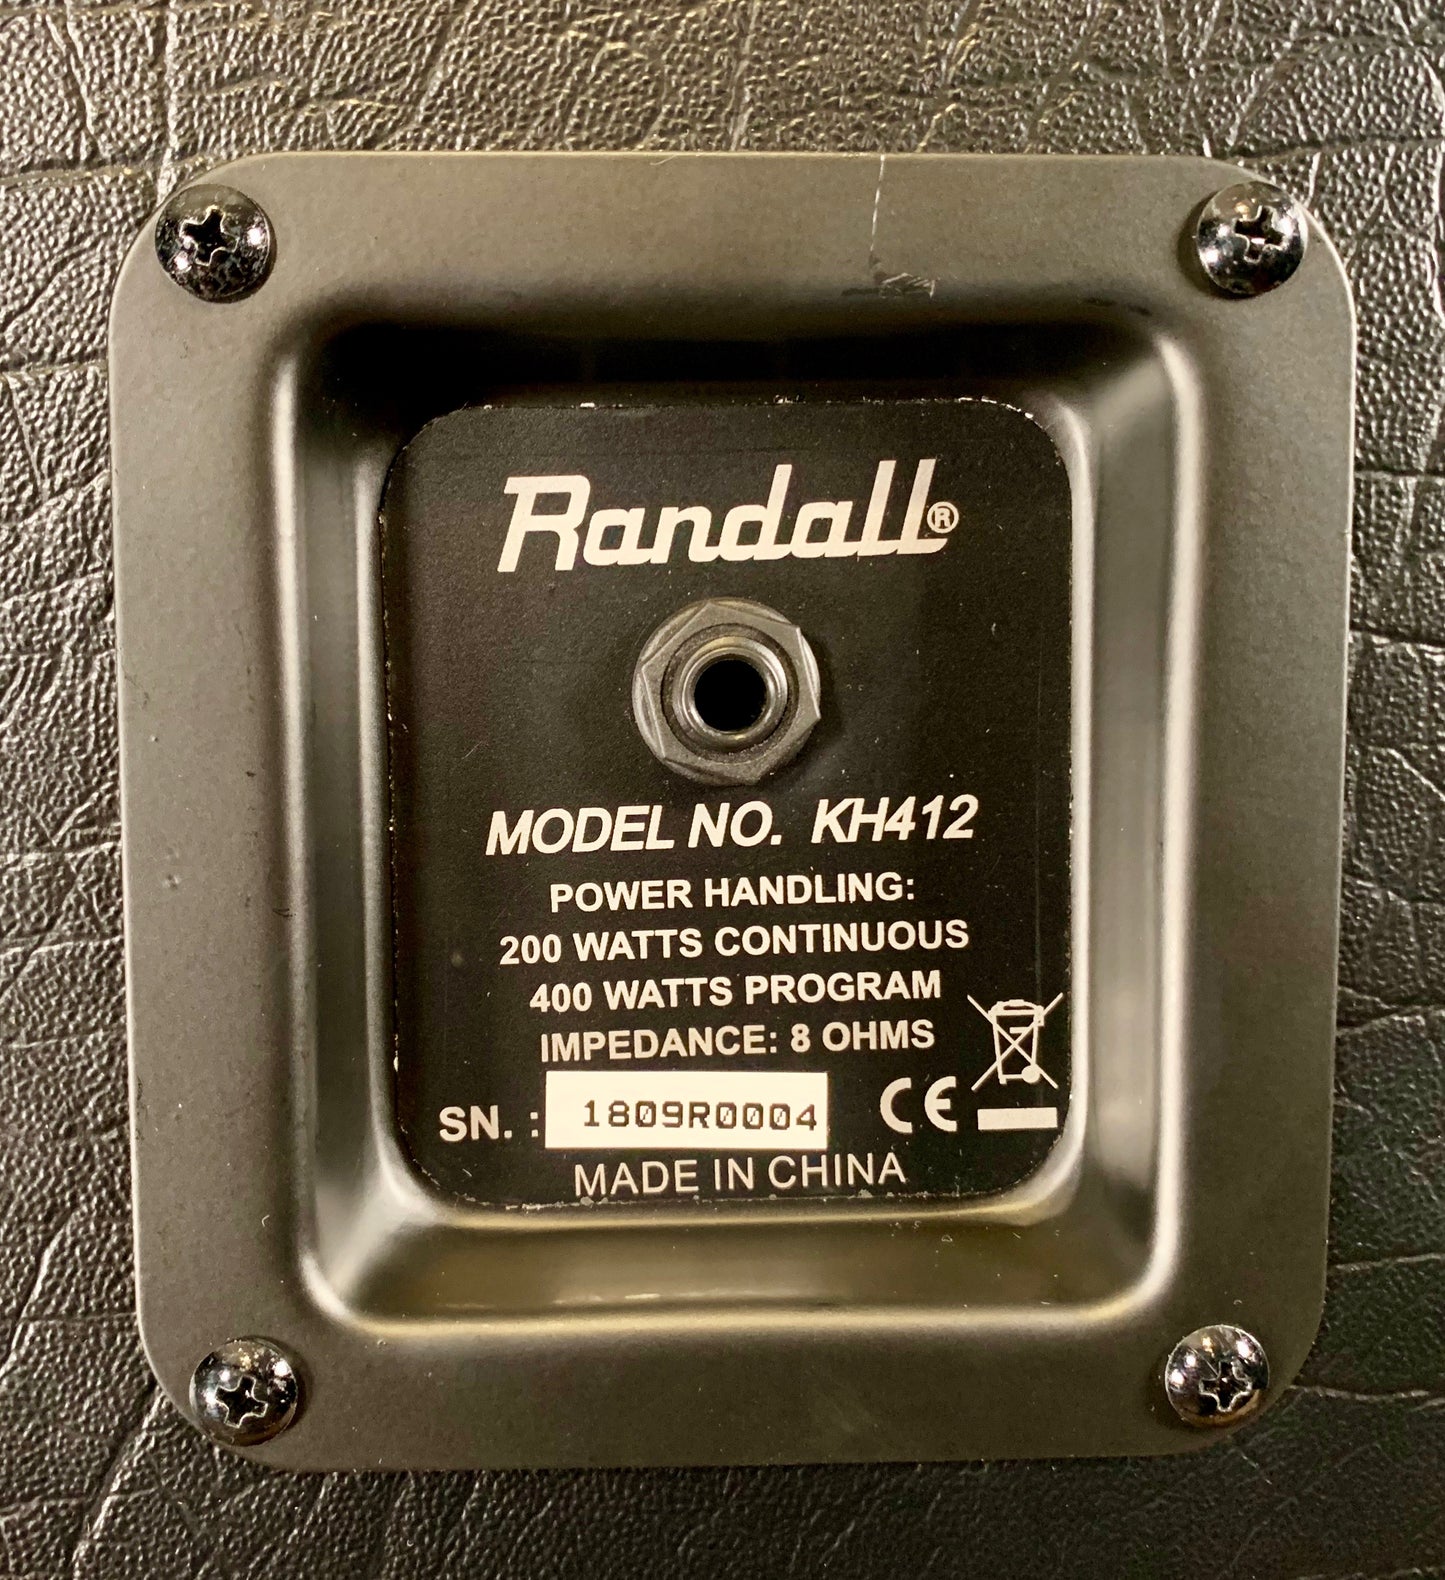 Randall®
MODEL NO. KH412
POWER HANDLING:
200 WATTS CONTINUOUS
400 WATTS PROGRAM
IMPEDANCE: 8 OHMS
SN. : 1809R0004 CE
MADE IN CHINA